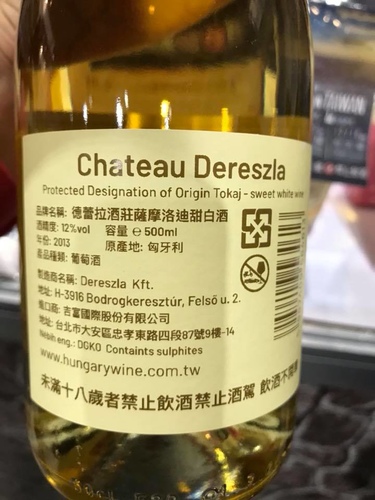 Chateau Dereszla
Protected Designation of Origin Tokaj - sweet white wine
品牌名稱: 德蕾拉酒莊薩摩洛迪甜白酒
酒精度: 12%vol 容量 ℮ 500ml
年份: 2013 原產地: 匈牙利
產品種類: 葡萄酒
製造商名稱: Dereszla Kft.
地址: H-3916 Bodrogkeresztúr, Felső u. 2.
進口商: 吉富國際股份有限公司
地址: 台北市大安區忠孝東路四段87號9樓-14
Nébih eng.: DGKO Containts sulphites
www.hungarywine.com.tw
未滿十八歲者禁止飲酒禁止酒駕 飲酒不開車
TAIWAN